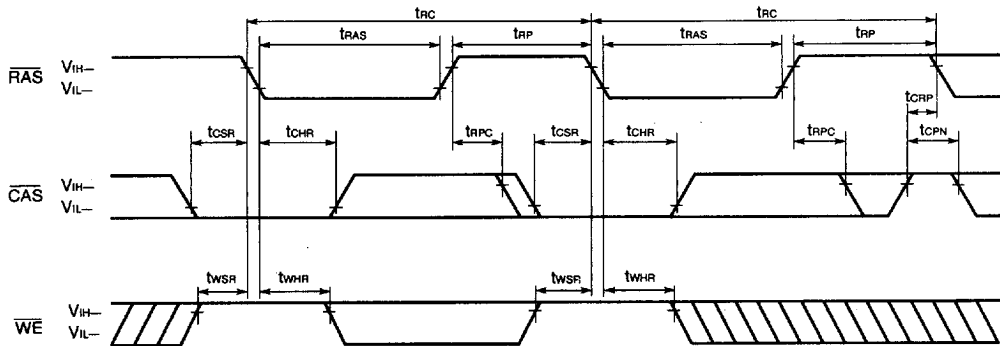 tRC tRC
tRAS tRP tRAS tRP
RAS VIH–
VIL–
tCRP
tCSR tCHR tRPC tCSR tCHR tRPC tCPN
CAS VIH–
VIL–
tWSR tWHR tWSR tWHR
WE VIH–
VIL–